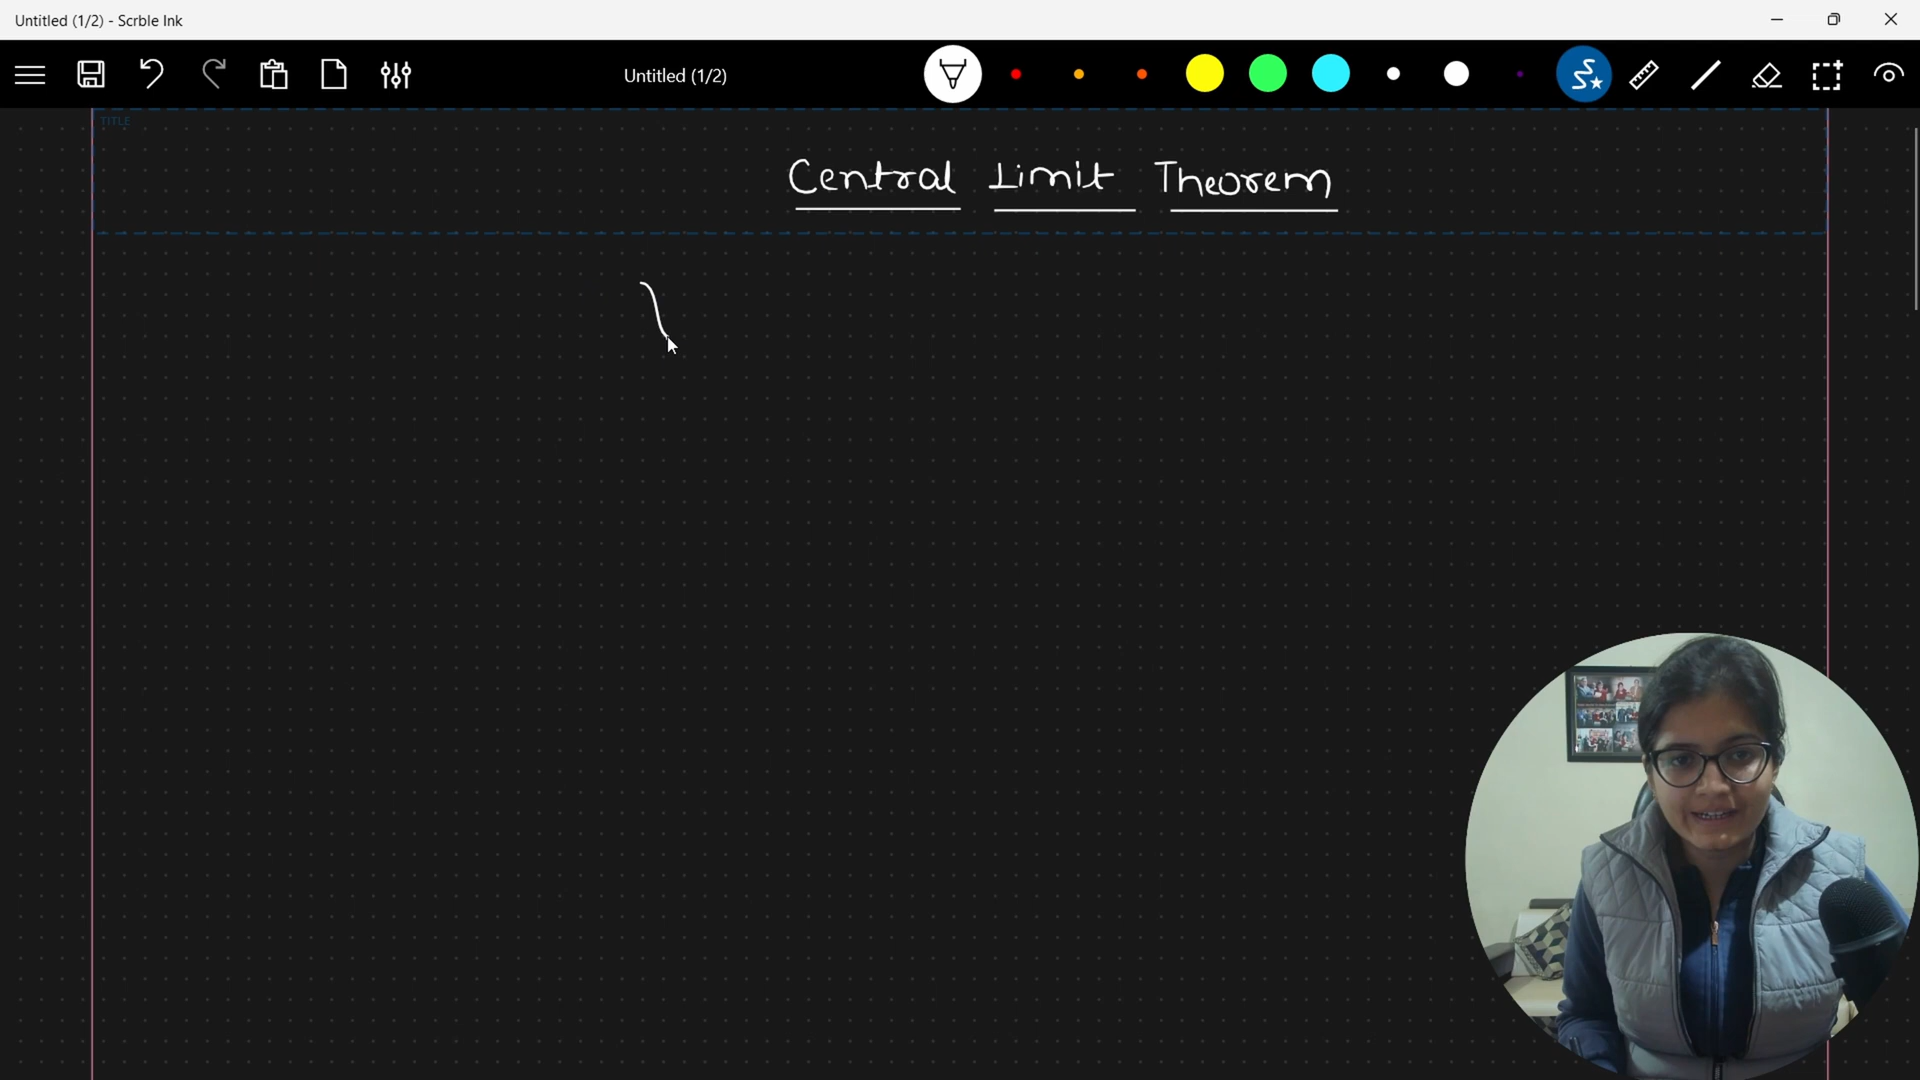 Untitled (1/2) - Scrble Ink
Untitled (1/2)
TITLE
Central Limit Theorem